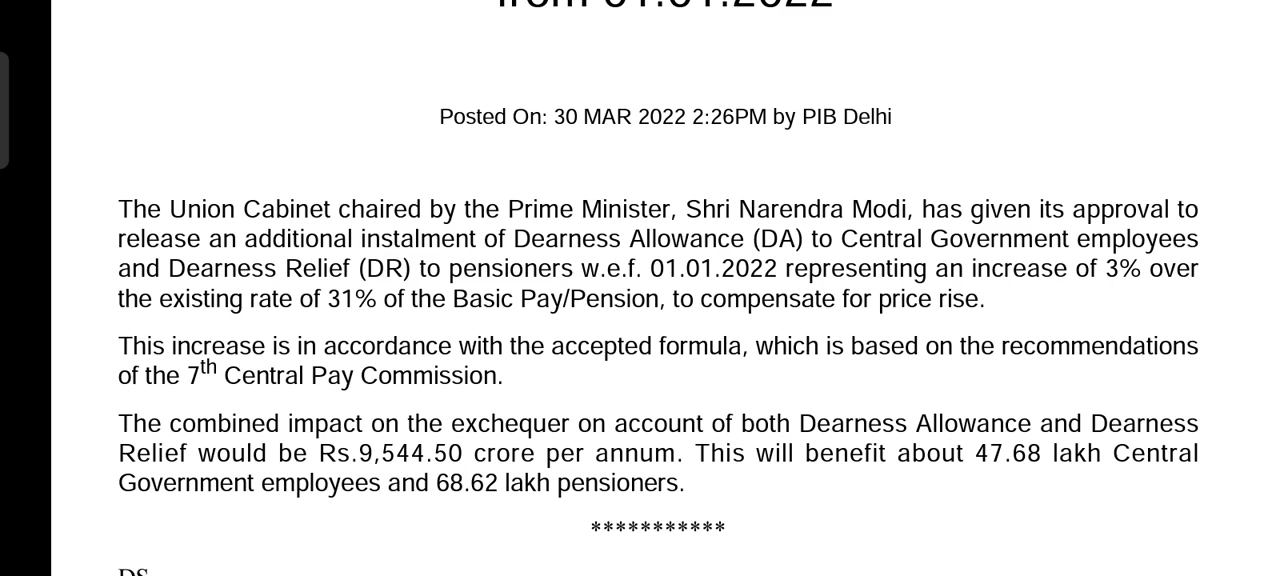 from 01.01.2022
Posted On: 30 MAR 2022 2:26PM by PIB Delhi
The Union Cabinet chaired by the Prime Minister, Shri Narendra Modi, has given its approval to
release an additional instalment of Dearness Allowance (DA) to Central Government employees
and Dearness Relief (DR) to pensioners w.e.f. 01.01.2022 representing an increase of 3% over
the existing rate of 31% of the Basic Pay/Pension, to compensate for price rise.
This increase is in accordance with the accepted formula, which is based on the recommendations
of the 7th Central Pay Commission.
The combined impact on the exchequer on account of both Dearness Allowance and Dearness
Relief would be Rs.9,544.50 crore per annum. This will benefit about 47.68 lakh Central
Government employees and 68.62 lakh pensioners.
***********
DS